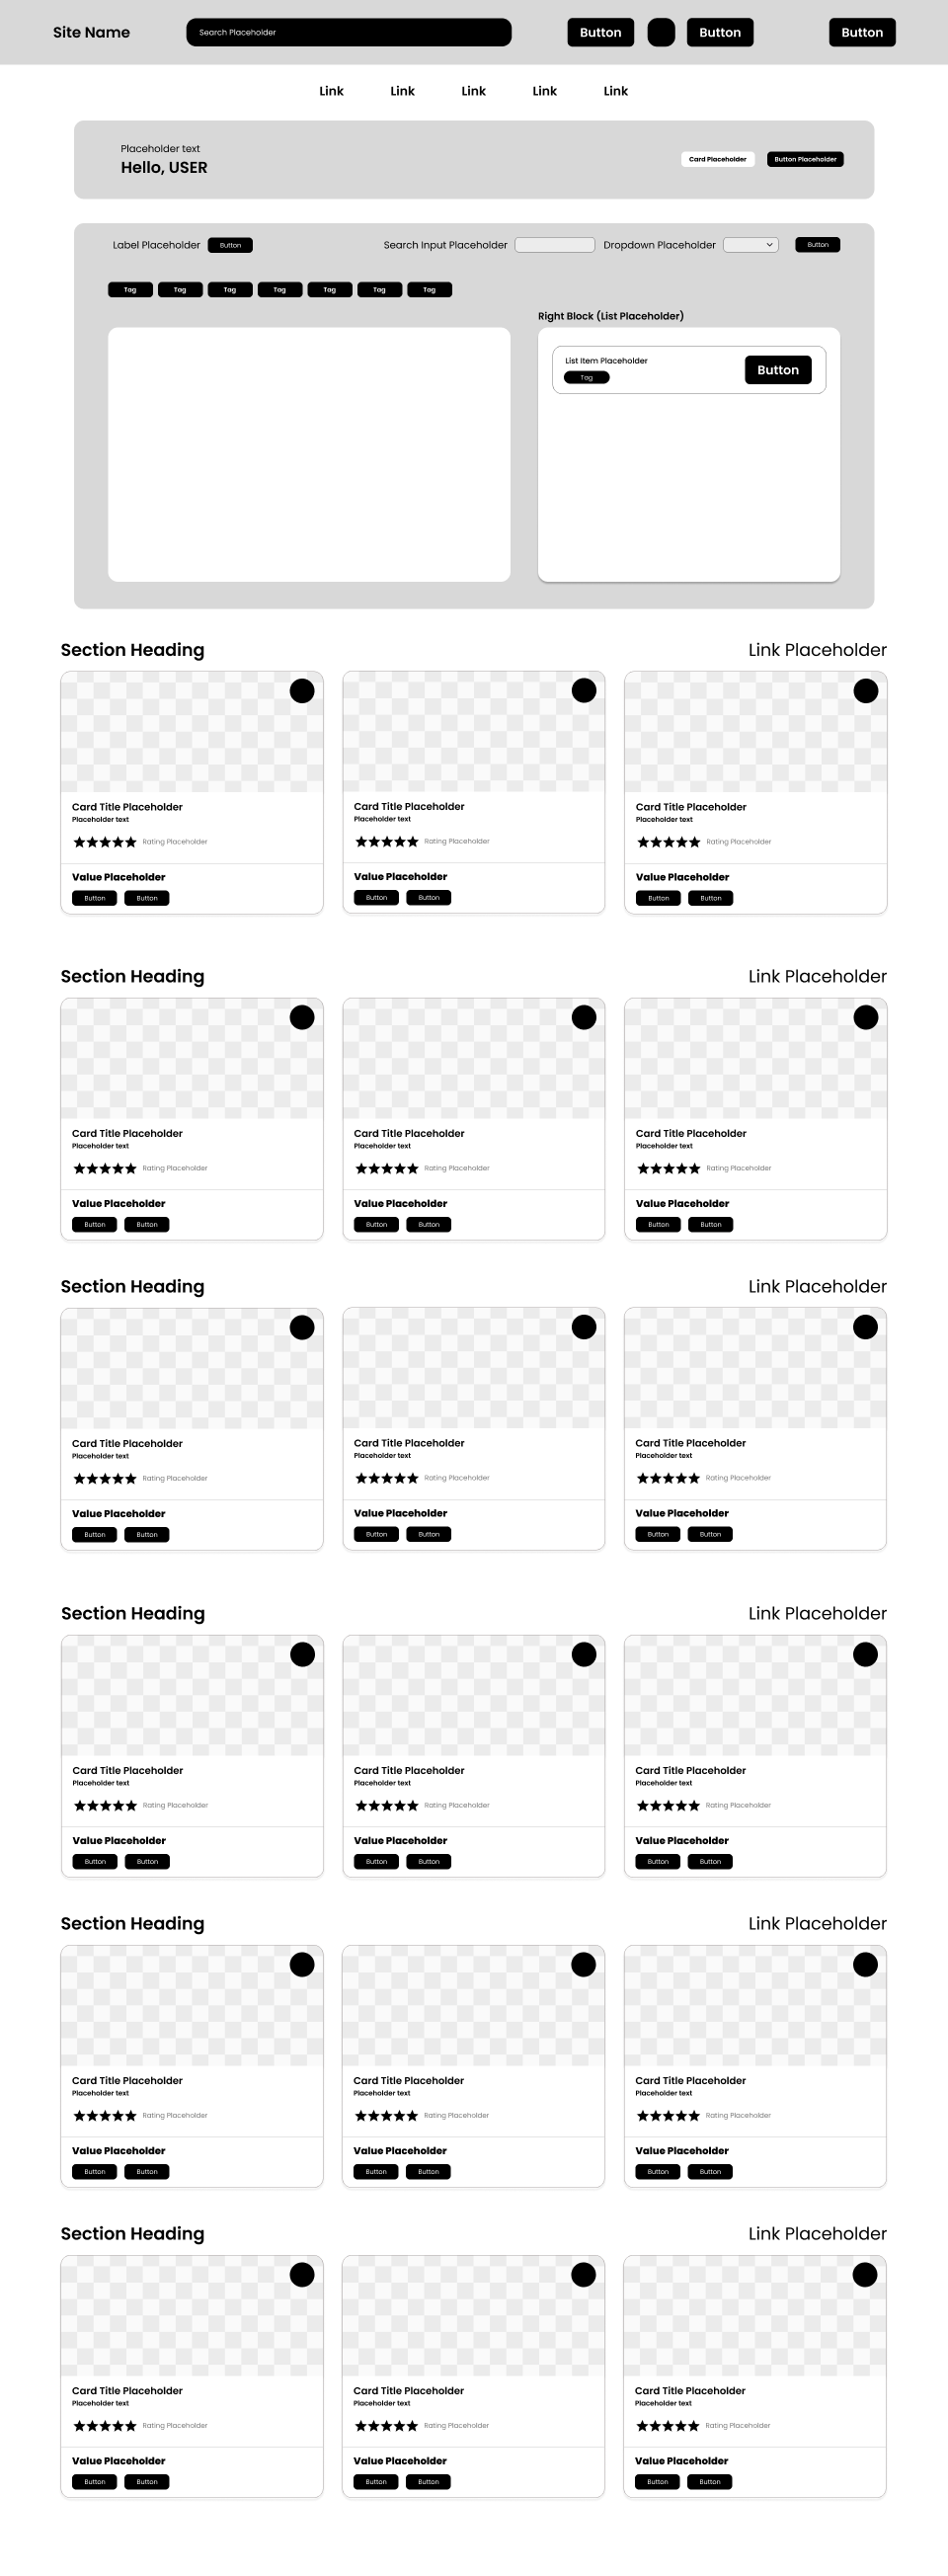 Site Name
Search Placeholder
Button
Button
Button
Link Link Link Link Link
Placeholder text
Hello, USER
Card Placeholder
Button Placeholder
Label Placeholder Button
Search Input Placeholder
Dropdown Placeholder
Button
Tag Tag Tag Tag Tag Tag Tag
Right Block (List Placeholder)
List Item Placeholder
Tag
Button
Section Heading
Link Placeholder
Card Title Placeholder
Placeholder text
Rating Placeholder
Value Placeholder
Button Button
Card Title Placeholder
Placeholder text
Rating Placeholder
Value Placeholder
Button Button
Card Title Placeholder
Placeholder text
Rating Placeholder
Value Placeholder
Button Button
Section Heading
Link Placeholder
Card Title Placeholder
Placeholder text
Rating Placeholder
Value Placeholder
Button Button
Card Title Placeholder
Placeholder text
Rating Placeholder
Value Placeholder
Button Button
Card Title Placeholder
Placeholder text
Rating Placeholder
Value Placeholder
Button Button
Section Heading
Link Placeholder
Card Title Placeholder
Placeholder text
Rating Placeholder
Value Placeholder
Button Button
Card Title Placeholder
Placeholder text
Rating Placeholder
Value Placeholder
Button Button
Card Title Placeholder
Placeholder text
Rating Placeholder
Value Placeholder
Button Button
Section Heading
Link Placeholder
Card Title Placeholder
Placeholder text
Rating Placeholder
Value Placeholder
Button Button
Card Title Placeholder
Placeholder text
Rating Placeholder
Value Placeholder
Button Button
Card Title Placeholder
Placeholder text
Rating Placeholder
Value Placeholder
Button Button
Section Heading
Link Placeholder
Card Title Placeholder
Placeholder text
Rating Placeholder
Value Placeholder
Button Button
Card Title Placeholder
Placeholder text
Rating Placeholder
Value Placeholder
Button Button
Card Title Placeholder
Placeholder text
Rating Placeholder
Value Placeholder
Button Button
Section Heading
Link Placeholder
Card Title Placeholder
Placeholder text
Rating Placeholder
Value Placeholder
Button Button
Card Title Placeholder
Placeholder text
Rating Placeholder
Value Placeholder
Button Button
Card Title Placeholder
Placeholder text
Rating Placeholder
Value Placeholder
Button Button